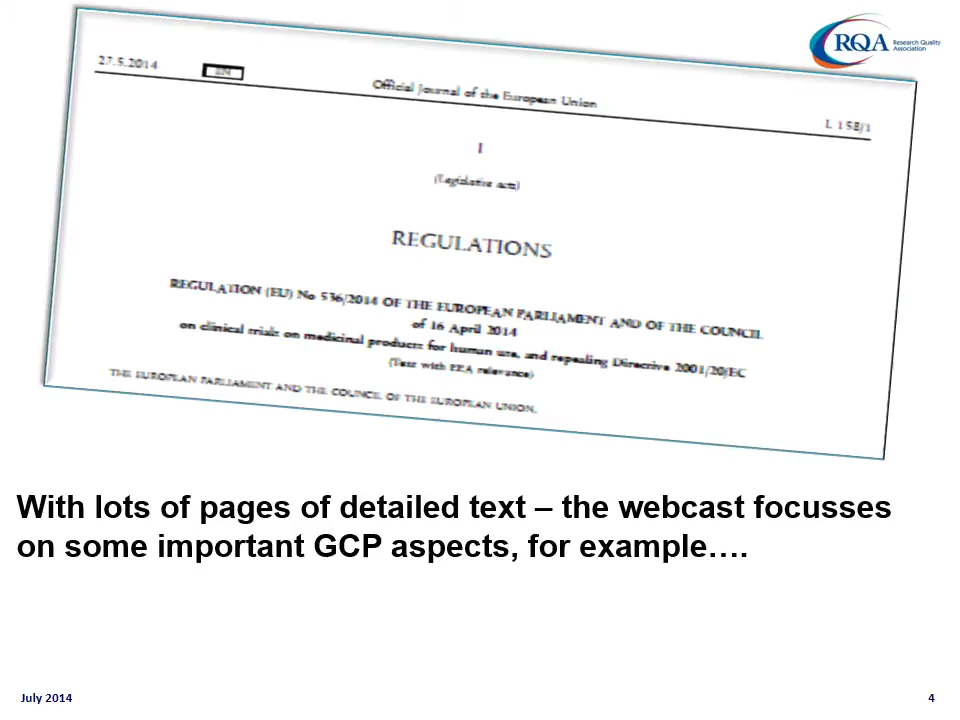 RQA Research Quality
Association
27.5.2014
EN
Official Journal of the European Union
L 158/1
I
(Legislative acts)
REGULATIONS
REGULATION (EU) No 536/2014 OF THE EUROPEAN PARLIAMENT AND OF THE COUNCIL
of 16 April 2014
on clinical trials on medicinal products for human use, and repealing Directive 2001/20/EC
(Text with EEA relevance)
THE EUROPEAN PARLIAMENT AND THE COUNCIL OF THE EUROPEAN UNION,
With lots of pages of detailed text – the webcast focusses
on some important GCP aspects, for example….
July 2014
4